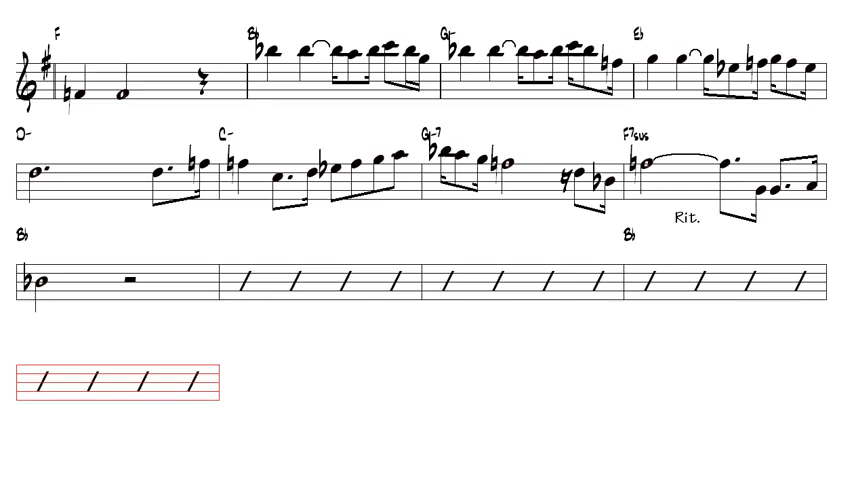 F B♭ G- E♭
D- C- G-7 F7sus
Rit.
B♭ B♭